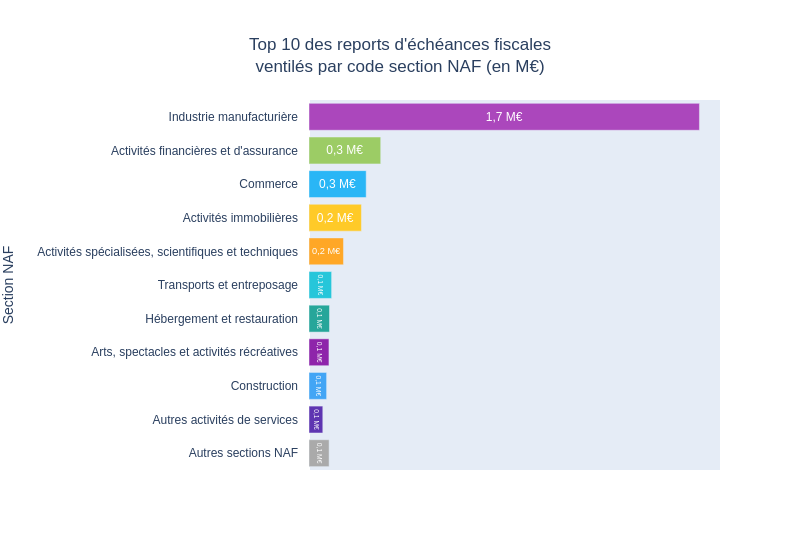 Top 10 des reports d'échéances fiscales
ventilés par code section NAF (en M€)
Section NAF
Industrie manufacturière 1,7 M€
Activités financières et d'assurance 0,3 M€
Commerce 0,3 M€
Activités immobilières 0,2 M€
Activités spécialisées, scientifiques et techniques 0,2 M€
Transports et entreposage 0,1 M€
Hébergement et restauration 0,1 M€
Arts, spectacles et activités récréatives 0,1 M€
Construction 0,1 M€
Autres activités de services 0,1 M€
Autres sections NAF 0,1 M€